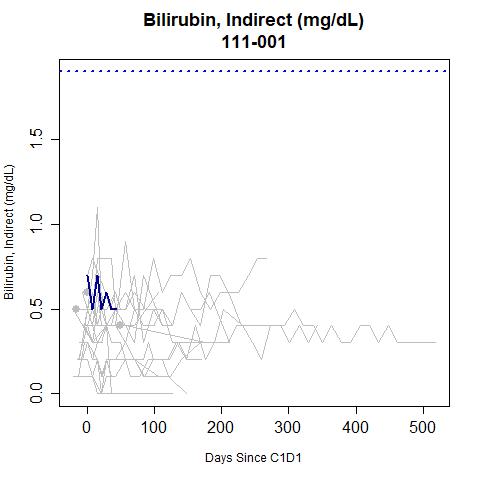 Bilirubin, Indirect (mg/dL)
111-001
Bilirubin, Indirect (mg/dL)
1.5
1.0
0.5
0.0
0 100 200 300 400 500
Days Since C1D1